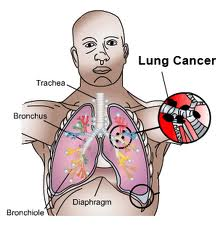 Lung Cancer
Trachea
Bronchus
Diaphragm
Bronchiole